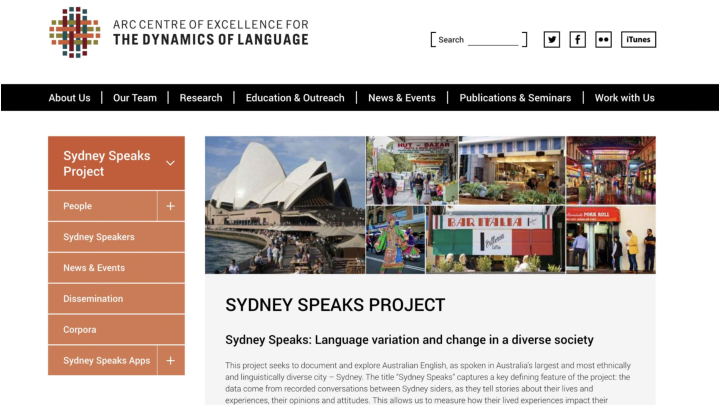 ARC CENTRE OF EXCELLENCE FOR
THE DYNAMICS OF LANGUAGE
Search
iTunes
About Us
Our Team
Research
Education & Outreach
News & Events
Publications & Seminars
Work with Us
Sydney Speaks
Project
People
Sydney Speakers
News & Events
Dissemination
Corpora
Sydney Speaks Apps
HUT - BAZAR
BAR ITALIA
PORK ROLL
SYDNEY SPEAKS PROJECT
Sydney Speaks: Language variation and change in a diverse society
This project seeks to document and explore Australian English, as spoken in Australia's largest and most ethnically
and linguistically diverse city – Sydney. The title "Sydney Speaks" captures a key defining feature of the project: the
data come from recorded conversations between Sydney siders, as they tell stories about their lives and
experiences, their opinions and attitudes. This allows us to measure how their lived experiences impact their